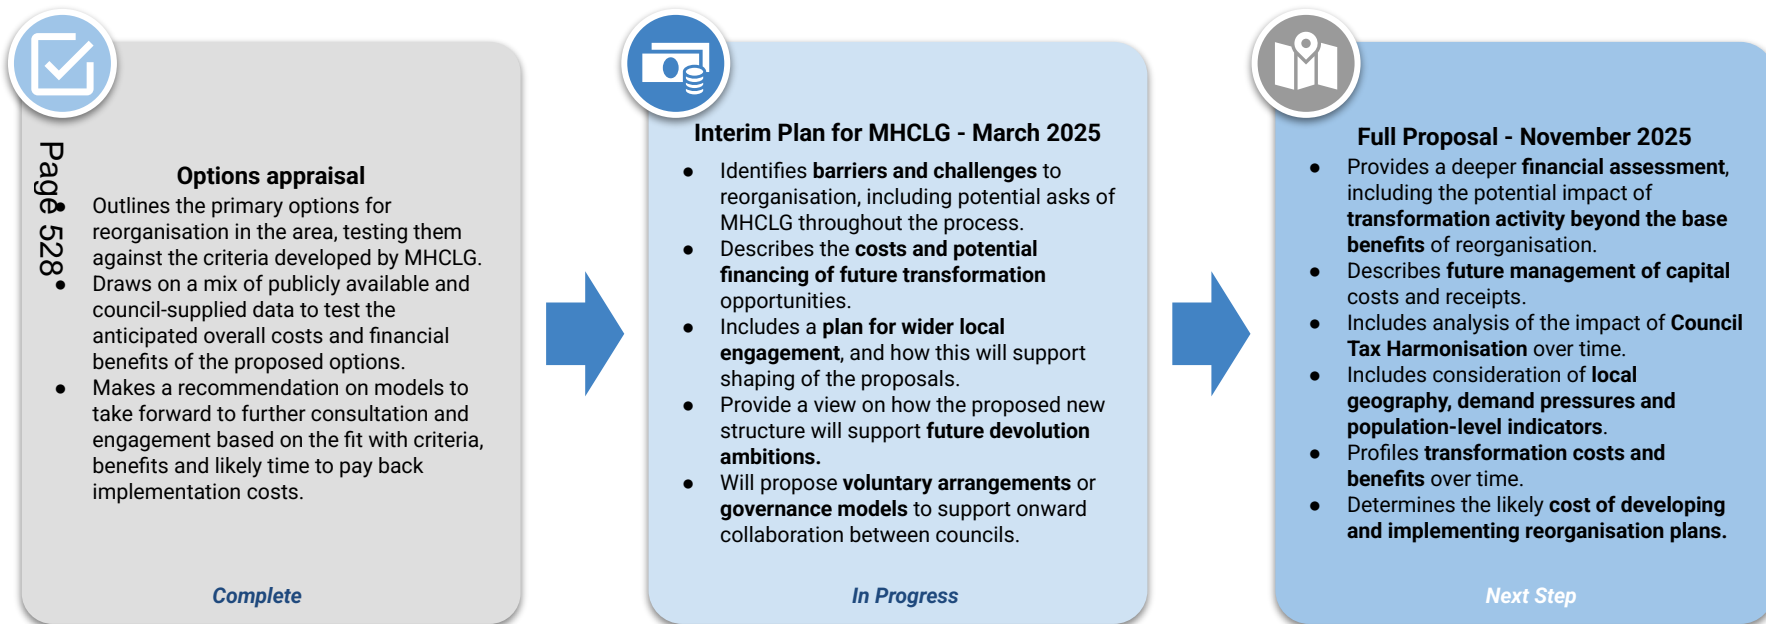 Page 528
Options appraisal
● Outlines the primary options for
reorganisation in the area, testing them
against the criteria developed by MHCLG.
● Draws on a mix of publicly available and
council-supplied data to test the
anticipated overall costs and financial
benefits of the proposed options.
● Makes a recommendation on models to
take forward to further consultation and
engagement based on the fit with criteria,
benefits and likely time to pay back
implementation costs.
Complete
Interim Plan for MHCLG - March 2025
● Identifies barriers and challenges to
reorganisation, including potential asks of
MHCLG throughout the process.
● Describes the costs and potential
financing of future transformation
opportunities.
● Includes a plan for wider local
engagement, and how this will support
shaping of the proposals.
● Provide a view on how the proposed new
structure will support future devolution
ambitions.
● Will propose voluntary arrangements or
governance models to support onward
collaboration between councils.
In Progress
Full Proposal - November 2025
● Provides a deeper financial assessment,
including the potential impact of
transformation activity beyond the base
benefits of reorganisation.
● Describes future management of capital
costs and receipts.
● Includes analysis of the impact of Council
Tax Harmonisation over time.
● Includes consideration of local
geography, demand pressures and
population-level indicators.
● Profiles transformation costs and
benefits over time.
● Determines the likely cost of developing
and implementing reorganisation plans.
Next Step